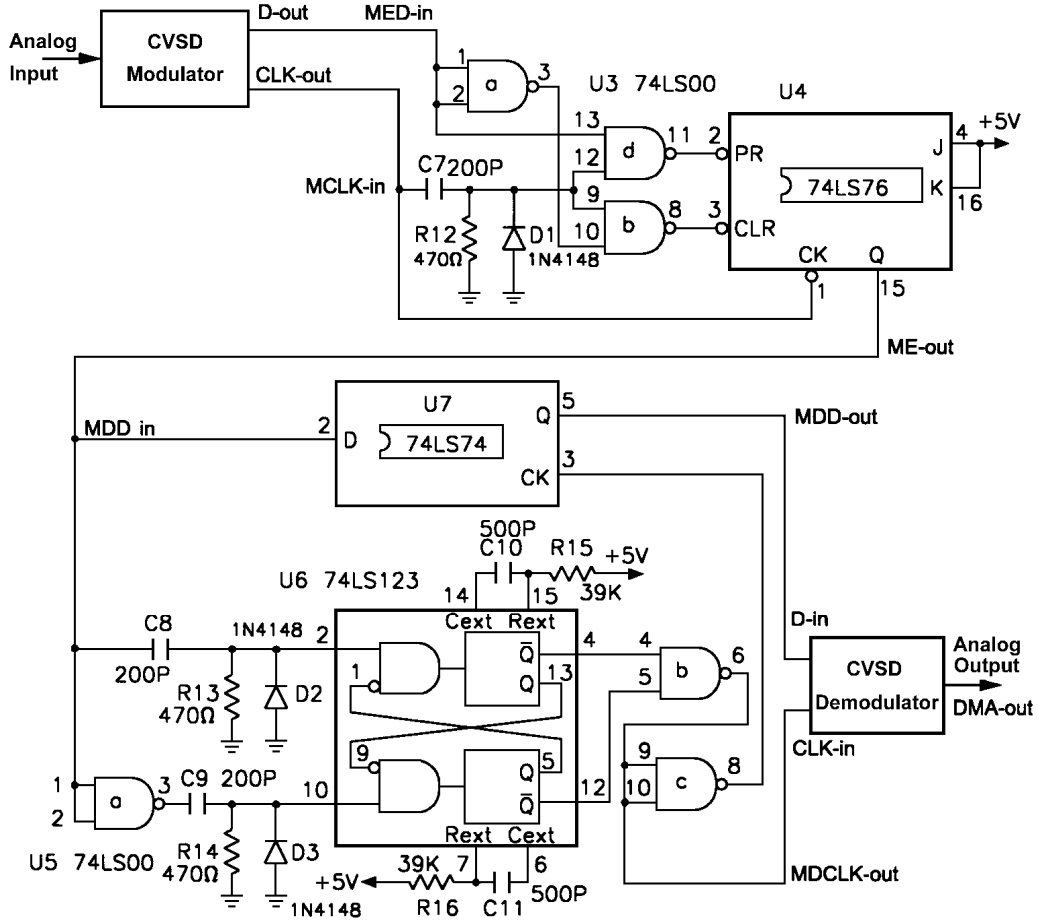 D-out
MED-in
Analog
Input
CVSD
Modulator
CLK-out
1
2
a
3
U3 74LS00
U4
13
12
d
11
2
PR
J
4
+5V
74LS76
K
16
C7
200P
MCLK-in
9
10
b
8
3
CLR
R12
470Ω
D1
1N4148
CK
Q
1
15
ME-out
MDD in
2
D
U7
74LS74
Q
5
CK
3
MDD-out
500P
C10
R15
+5V
39K
U6 74LS123
14
15
Cext
Rext
C8
200P
1N4148
2
1
Q̅
4
Q
13
4
5
b
6
D-in
CVSD
Demodulator
Analog
Output
DMA-out
R13
470Ω
D2
9
Q
5
CLK-in
1
2
a
3
C9
200P
10
Q̅
12
9
10
c
8
Rext
Cext
U5 74LS00
R14
470Ω
D3
39K
7
6
MDCLK-out
+5V
500P
1N4148
R16
C11